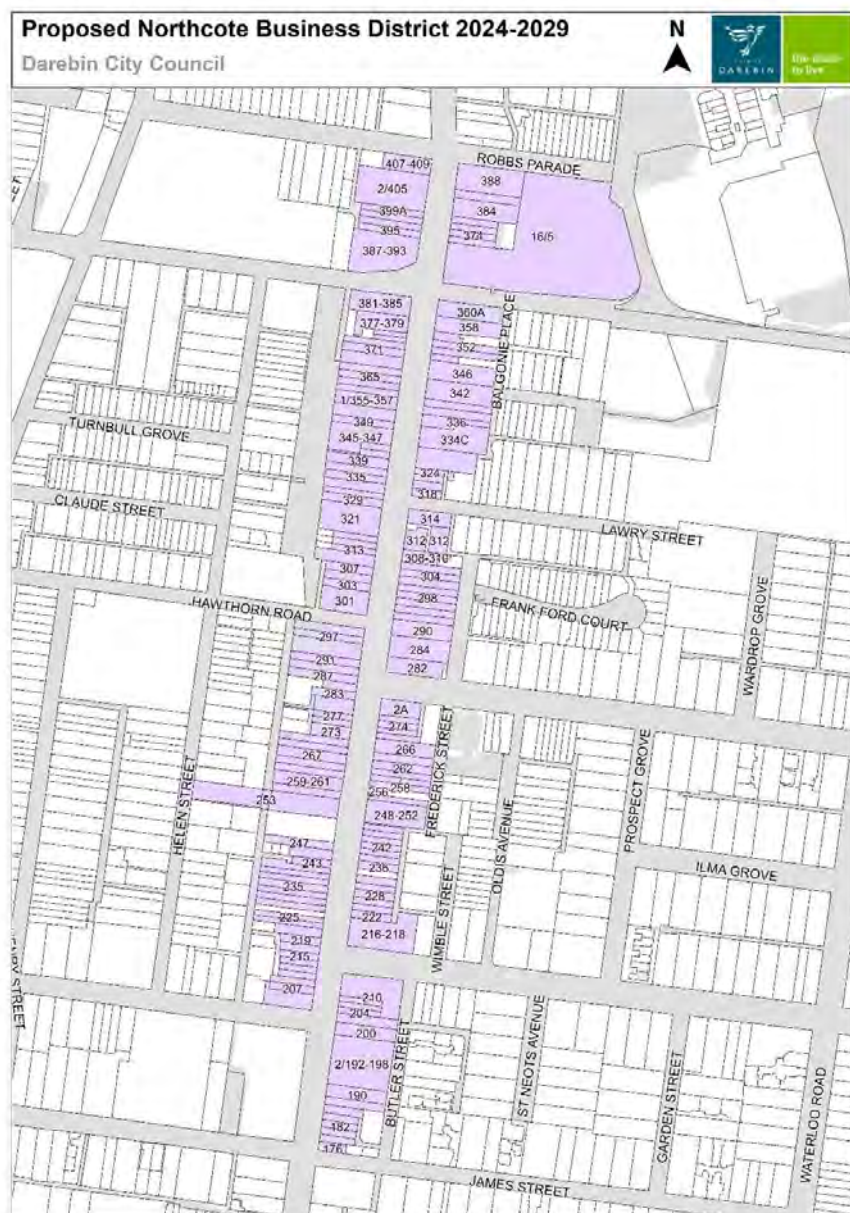 Proposed Northcote Business District 2024-2029
Darebin City Council
N
DAREBIN
the place
to live
ROBBS PARADE
407-409
388
2/405
399A
384
395
374
16/5
387-393
381-385
360A
377-379
358
352
371
BALGONIE PLACE
346
365
342
1/355-357
349
336
TURNBULL GROVE
345-347
334C
339
335
324
329
318
CLAUDE STREET
321
314
LAWRY STREET
312
312
313
308-310
307
304
303
298
301
HAWTHORN ROAD
FRANK FORD COURT
WARDROP GROVE
297
290
291
284
287
282
283
2A
277
274
273
266
267
262
259-261
258
256
253
HELEN STREET
FREDERICK STREET
248-252
OLDIS AVENUE
PROSPECT GROVE
247
242
243
236
ILMA GROVE
235
228
225
222
219
216-218
WIMBLE STREET
215
207
210
204
200
2/192-198
BUTLER STREET
ST NEOTS AVENUE
GARDEN STREET
WATERLOO ROAD
190
182
176
JAMES STREET